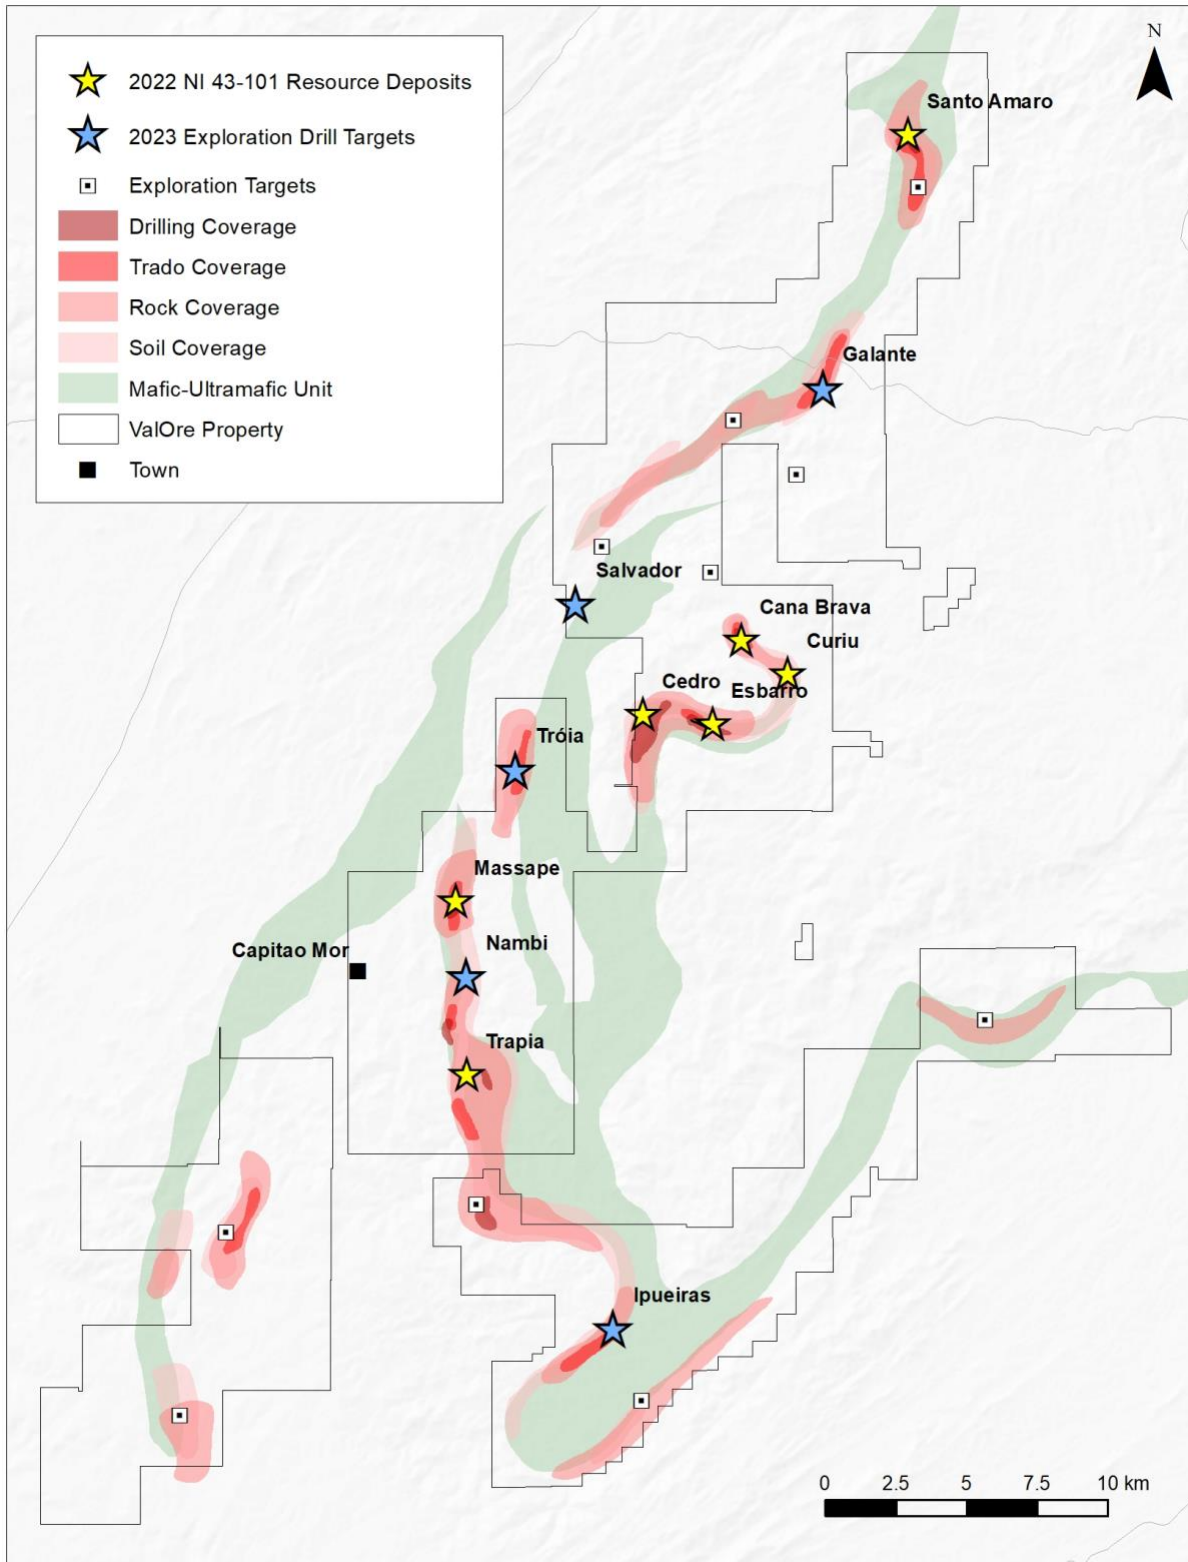 N
2022 NI 43-101 Resource Deposits
2023 Exploration Drill Targets
Exploration Targets
Drilling Coverage
Trado Coverage
Rock Coverage
Soil Coverage
Mafic-Ultramafic Unit
ValOre Property
Town
Santo Amaro
Galante
Salvador
Cana Brava
Curiu
Cedro
Esbarro
Tróia
Massape
Nambi
Capitao Mor
Trapia
Ipueiras
0 2.5 5 7.5 10 km